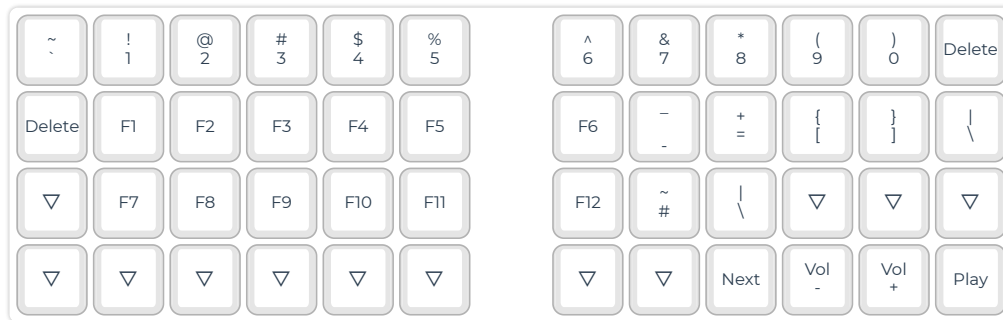 ~ ! @ # $ % ^ & * ( ) Delete
` 1 2 3 4 5 6 7 8 9 0
Delete F1 F2 F3 F4 F5 F6 _ + { } |
- = [ ] \
▽ F7 F8 F9 F10 F11 F12 ~ | ▽ ▽ ▽
# \
▽ ▽ ▽ ▽ ▽ ▽ ▽ ▽ Next Vol Vol Play
- +